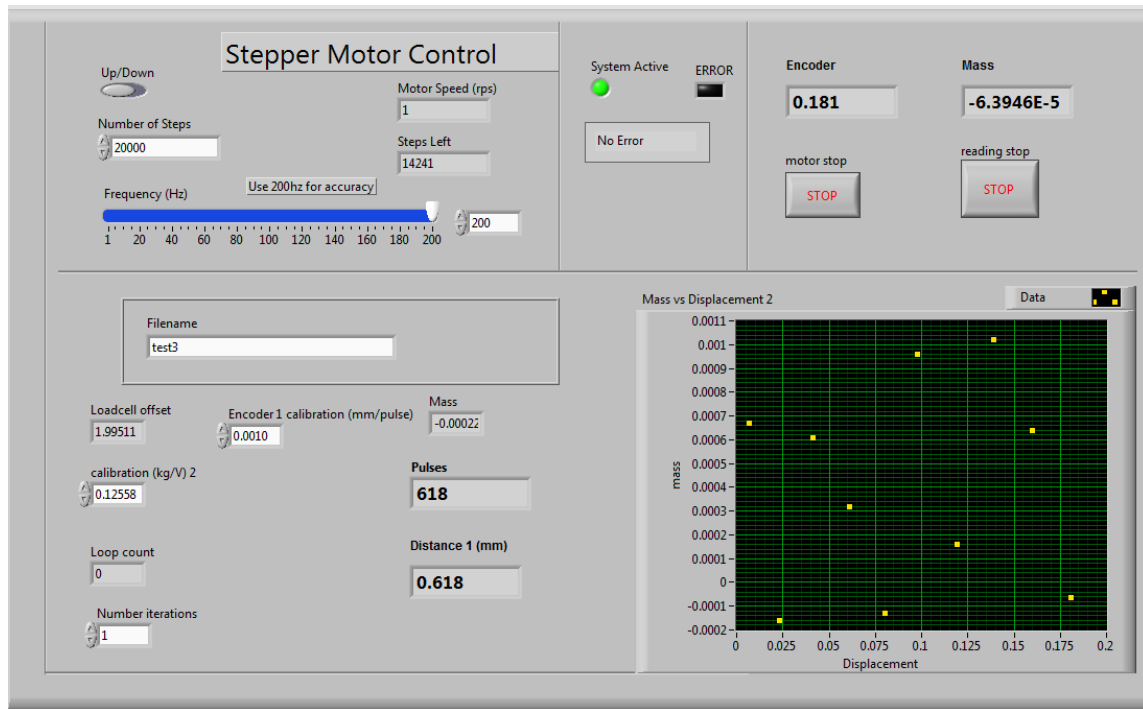 Stepper Motor Control
Up/Down
Motor Speed (rps)
1
Number of Steps
20000
Steps Left
14241
Frequency (Hz)
Use 200hz for accuracy
200
1 20 40 60 80 100 120 140 160 180 200
System Active
ERROR
No Error
Encoder
0.181
Mass
-6.3946E-5
motor stop
STOP
reading stop
STOP
Filename
test3
Loadcell offset
1.99511
Encoder1 calibration (mm/pulse)
0.0010
Mass
-0.00022
calibration (kg/V) 2
0.12558
Pulses
618
Loop count
0
Distance 1 (mm)
0.618
Number iterations
1
Mass vs Displacement 2
Data
0.0011
0.001
0.0009
0.0008
0.0007
0.0006
0.0005
0.0004
0.0003
0.0002
0.0001
0
-0.0001
-0.0002
mass
0 0.025 0.05 0.075 0.1 0.125 0.15 0.175 0.2
Displacement